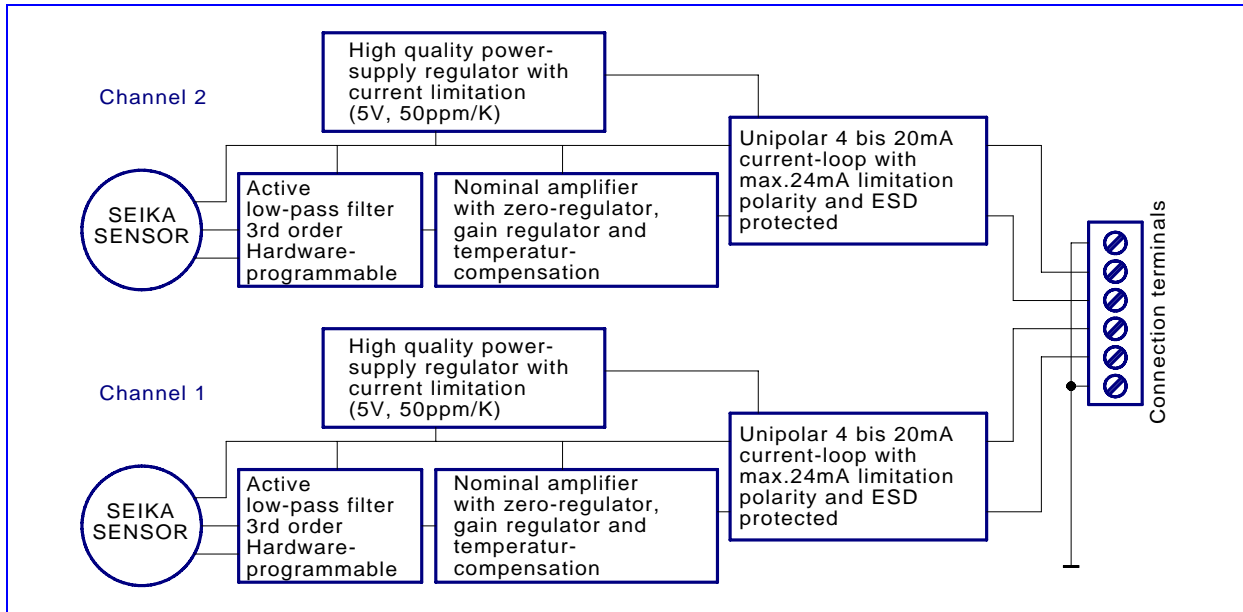 High quality power-
supply regulator with
current limitation
(5V, 50ppm/K)
Channel 2
Unipolar 4 bis 20mA
current-loop with
max.24mA limitation
polarity and ESD
protected
SEIKA
SENSOR
Active
low-pass filter
3rd order
Hardware-
programmable
Nominal amplifier
with zero-regulator,
gain regulator and
temperatur-
compensation
Connection terminals
High quality power-
supply regulator with
current limitation
(5V, 50ppm/K)
Channel 1
Unipolar 4 bis 20mA
current-loop with
max.24mA limitation
polarity and ESD
protected
SEIKA
SENSOR
Active
low-pass filter
3rd order
Hardware-
programmable
Nominal amplifier
with zero-regulator,
gain regulator and
temperatur-
compensation